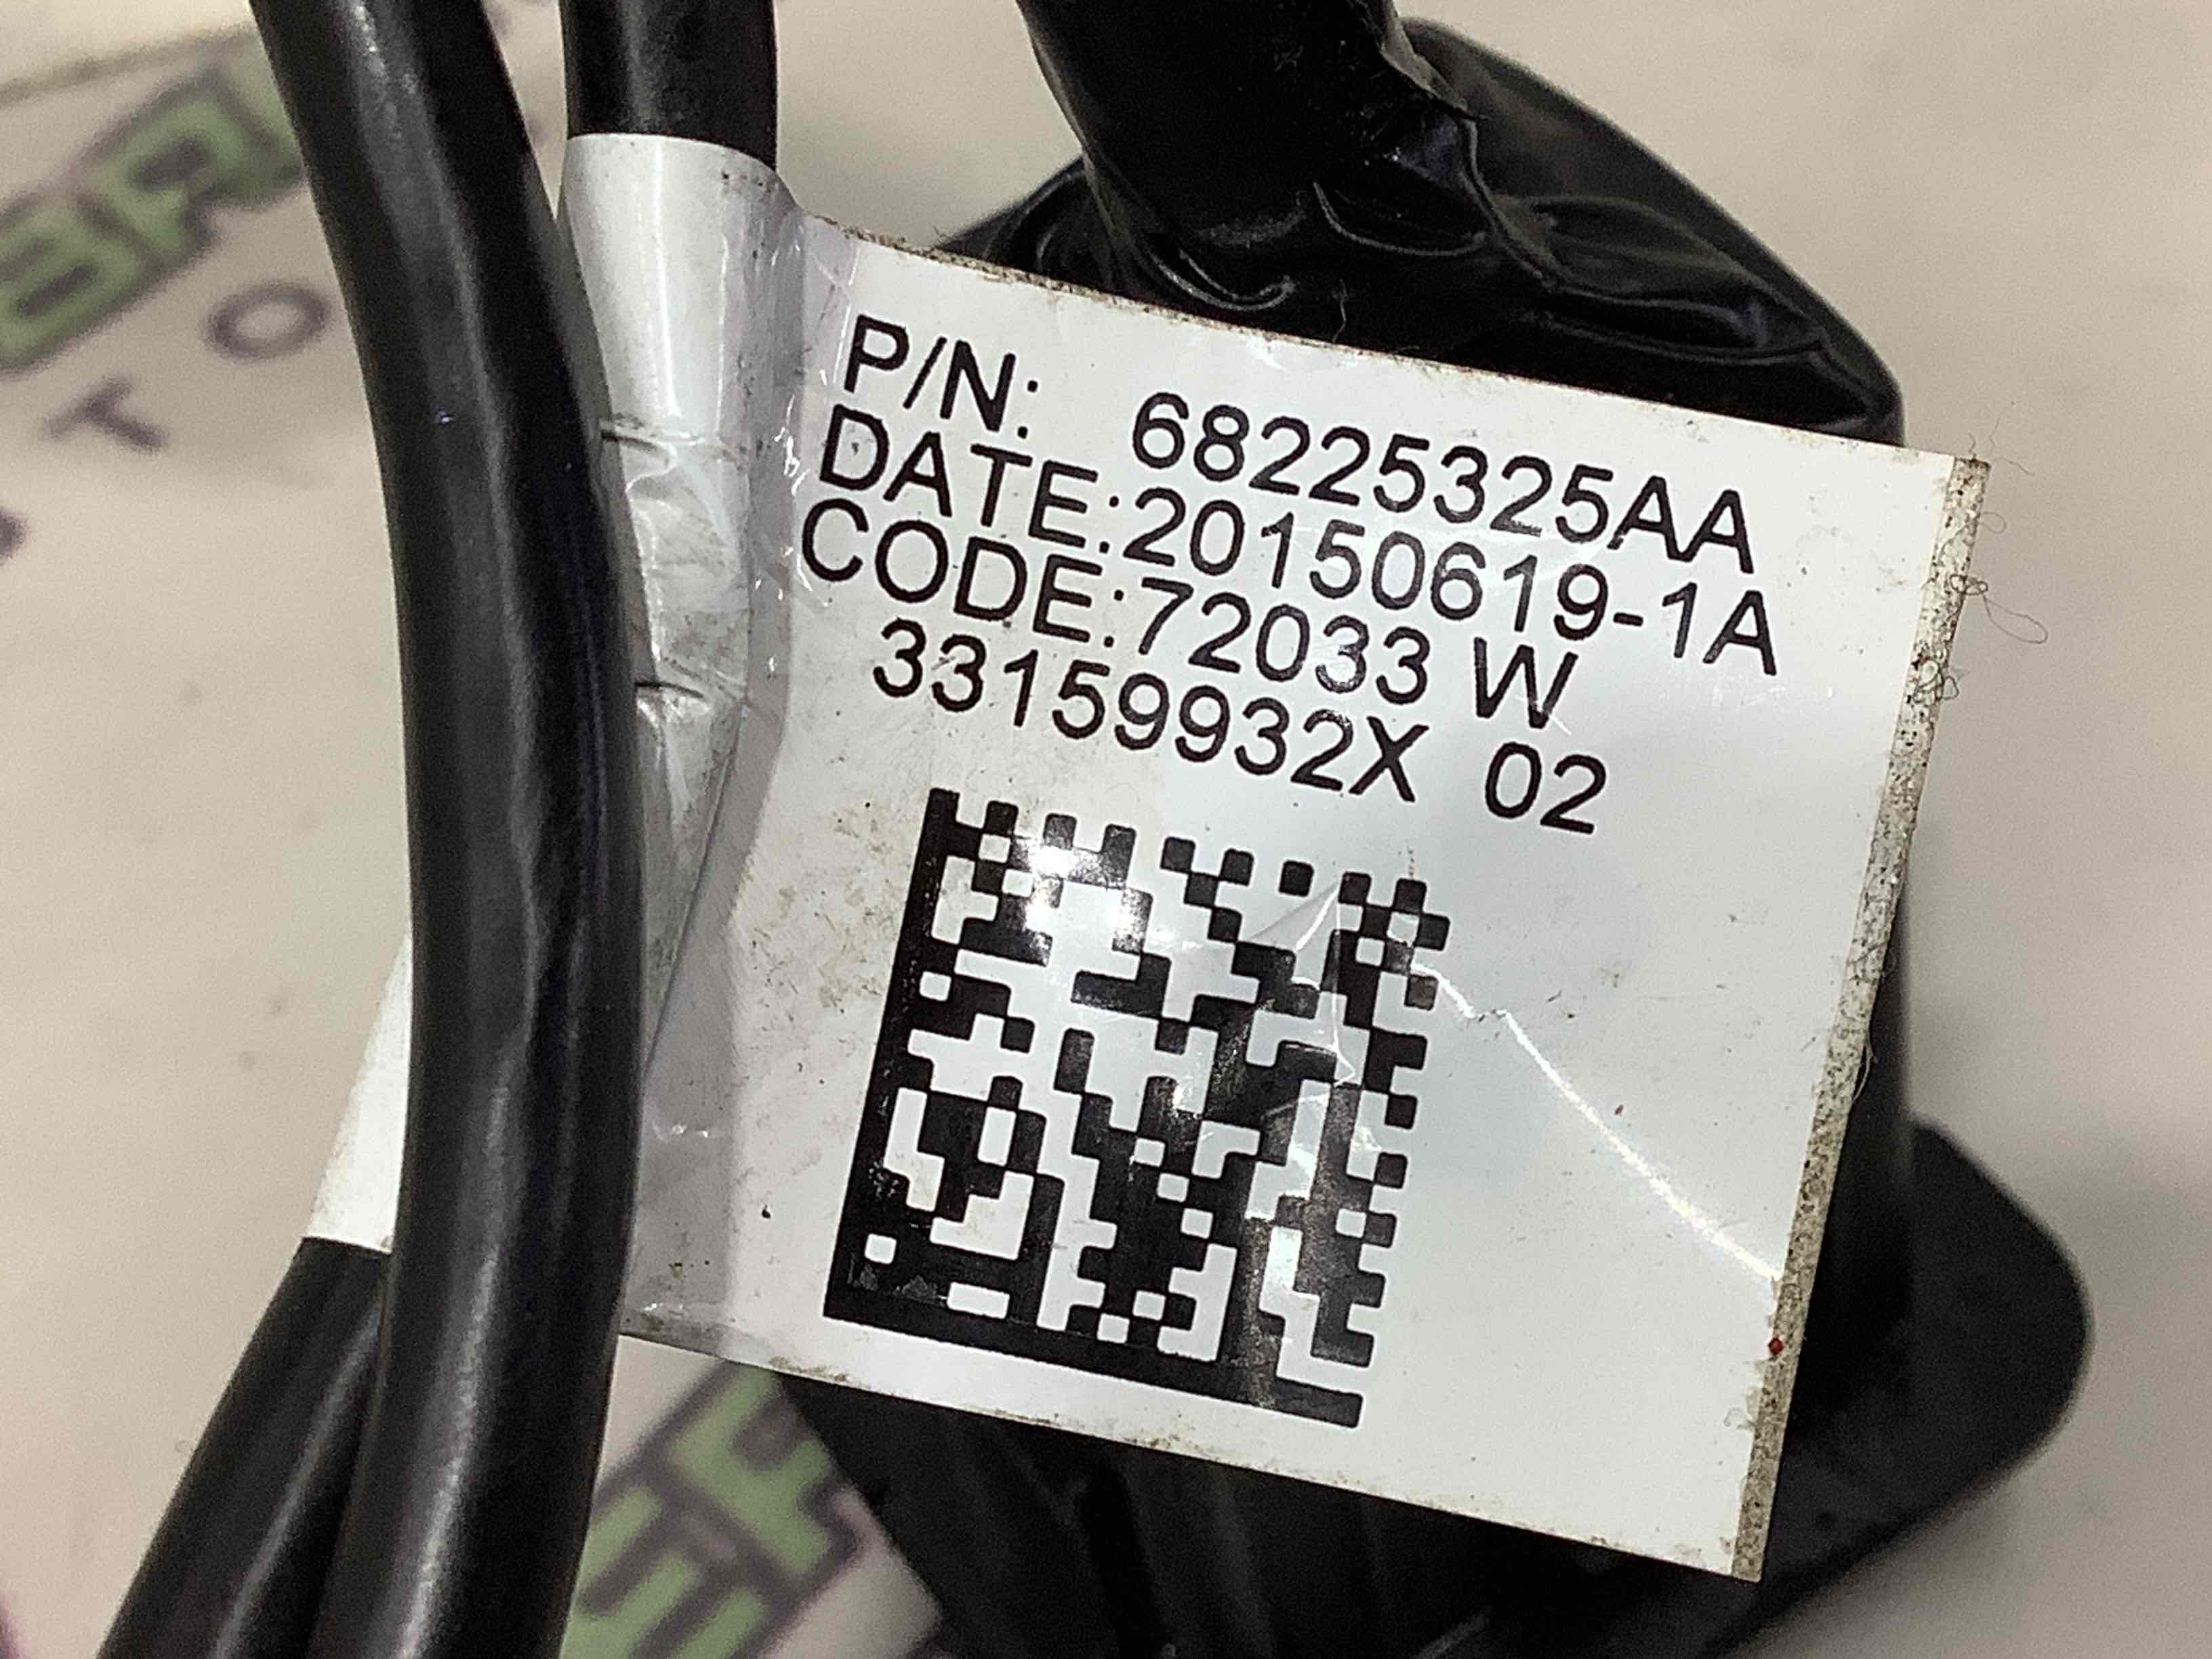 P/N: 68225325AA
DATE:20150619-1A
CODE:72033 W
33159932X 02